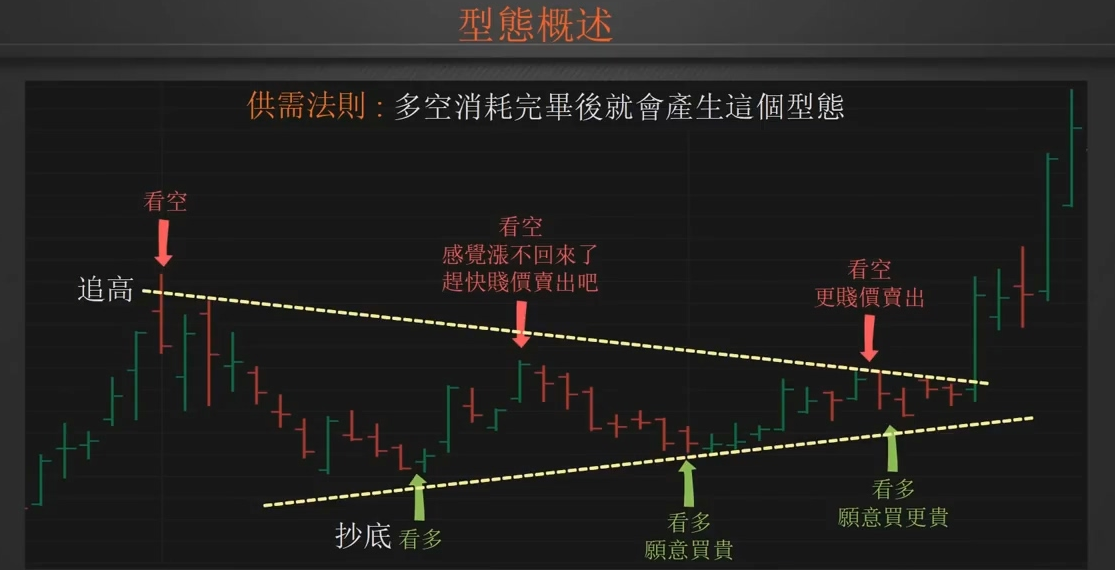 型態概述
供需法則：多空消耗完畢後就會產生這個型態
看空
追高
看空
感覺漲不回來了
趕快賤價賣出吧
看空
更賤價賣出
抄底
看多
看多
願意買貴
看多
願意買更貴